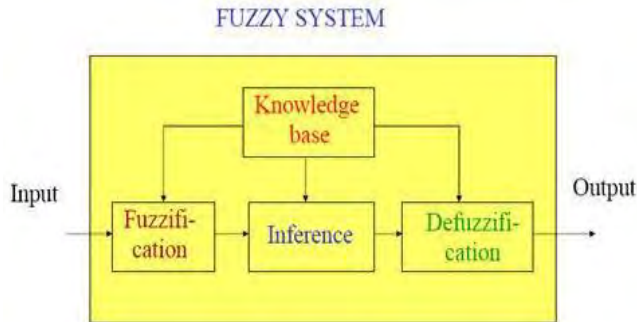 FUZZY SYSTEM
Knowledge
base
Input
Output
Fuzzifi-
cation
Inference
Defuzzifi-
cation